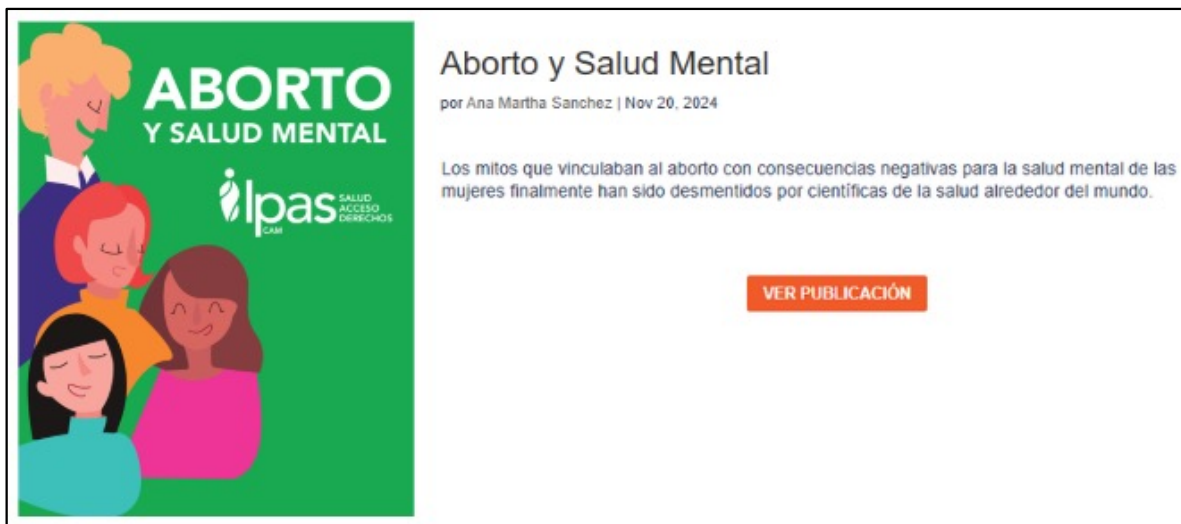 ABORTO
Y SALUD MENTAL
Ipas
SALUD
ACCESO
DERECHOS
CAM
Aborto y Salud Mental
por Ana Martha Sanchez | Nov 20, 2024
Los mitos que vinculaban al aborto con consecuencias negativas para la salud mental de las
mujeres finalmente han sido desmentidos por científicas de la salud alrededor del mundo.
VER PUBLICACIÓN